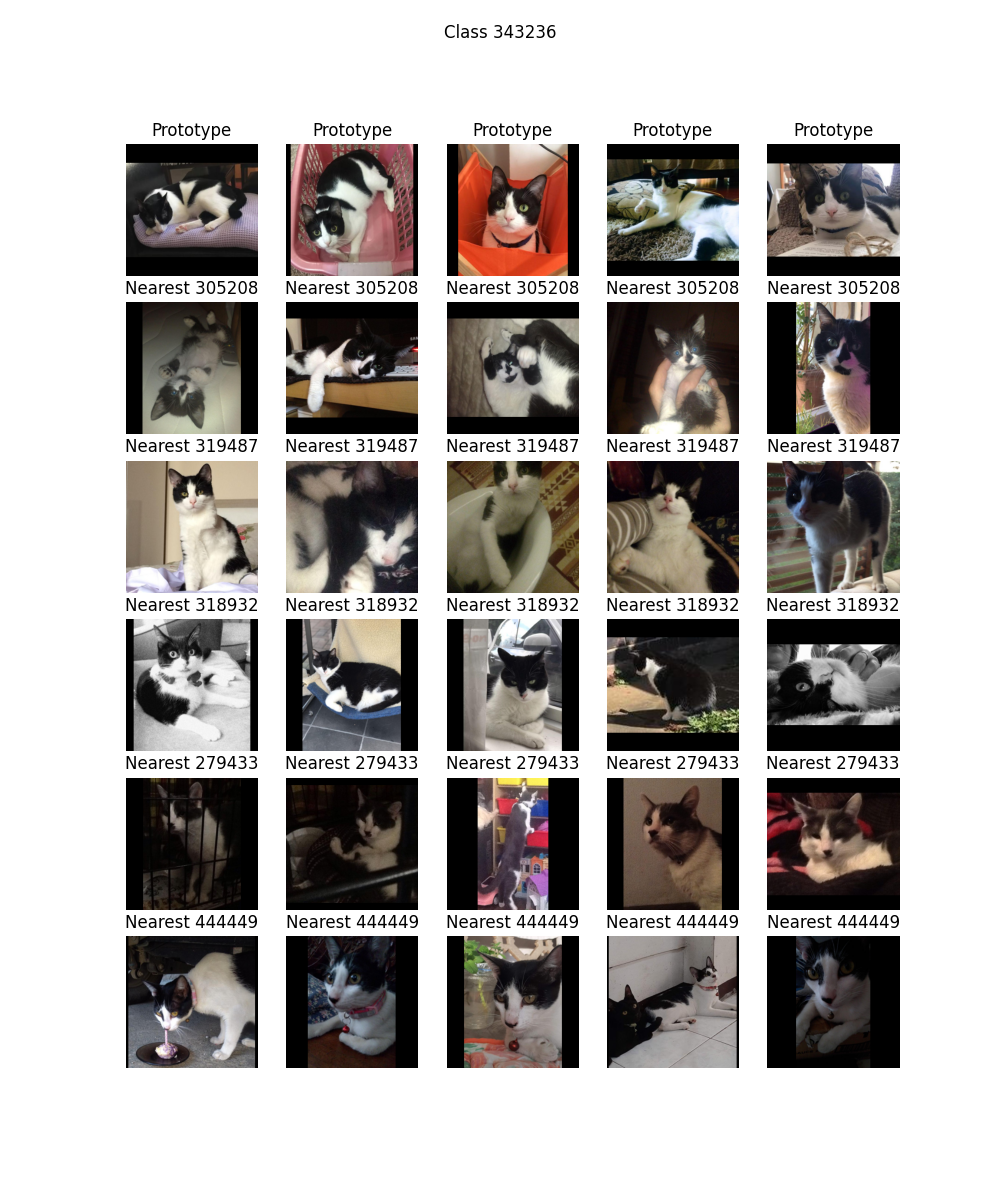 Class 343236
Prototype Prototype Prototype Prototype Prototype
Nearest 305208 Nearest 305208 Nearest 305208 Nearest 305208 Nearest 305208
Nearest 319487 Nearest 319487 Nearest 319487 Nearest 319487 Nearest 319487
Nearest 318932 Nearest 318932 Nearest 318932 Nearest 318932 Nearest 318932
Nearest 279433 Nearest 279433 Nearest 279433 Nearest 279433 Nearest 279433
Nearest 444449 Nearest 444449 Nearest 444449 Nearest 444449 Nearest 444449